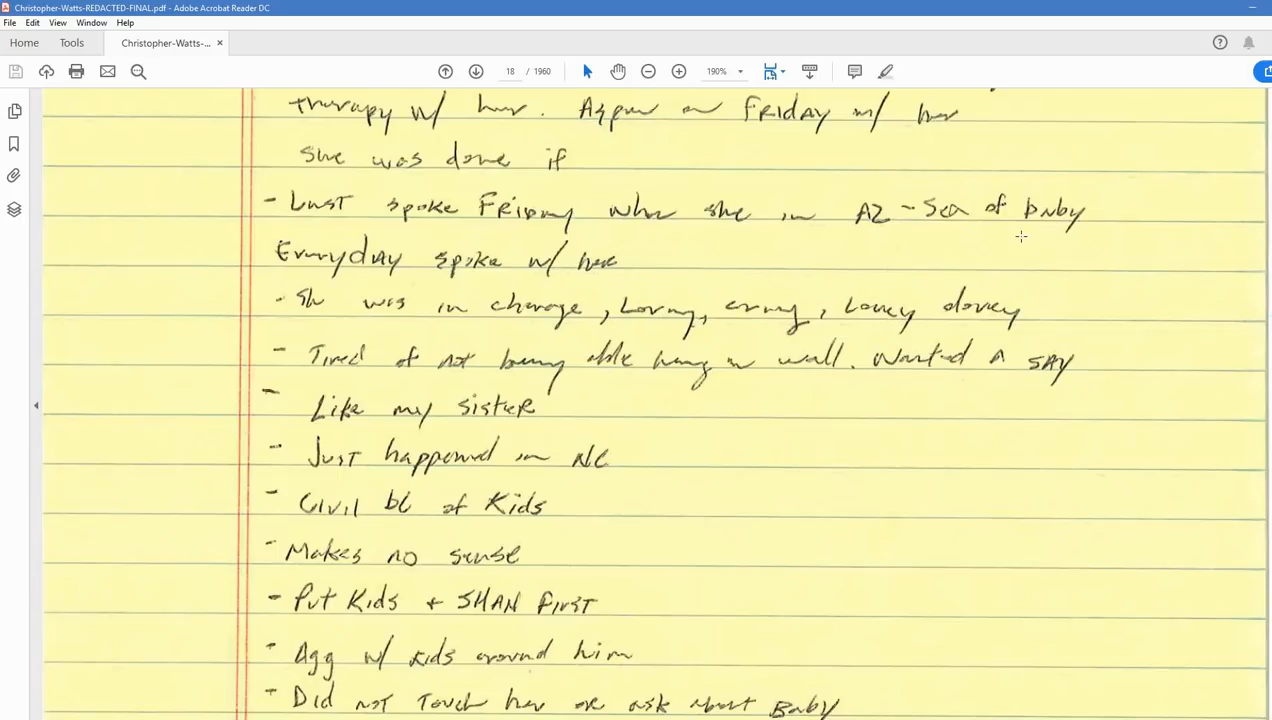 Christopher-Watts-REDACTED-FINAL.pdf - Adobe Acrobat Reader DC
File Edit View Window Help
Home Tools Christopher-Watts-... ×
18 / 1960 190%
Therapy w/ her. Aspen on FRIDAY w/ her
She was done if
- Last spoke FRIDAY when she in AZ - Sex of Baby
EverydAY spoke w/ her
- Sh was in charge, Loving, caring, Lovey dovey
- Tired of not being able hang on wall. Wanted A SAY
- Like my sisteR
- Just happened in NC
- Civil bc of Kids
- Makes no sense
- Put Kids + SHAN FIRST
- Agg w/ kids around him
- Did not Touch her or ask About Baby